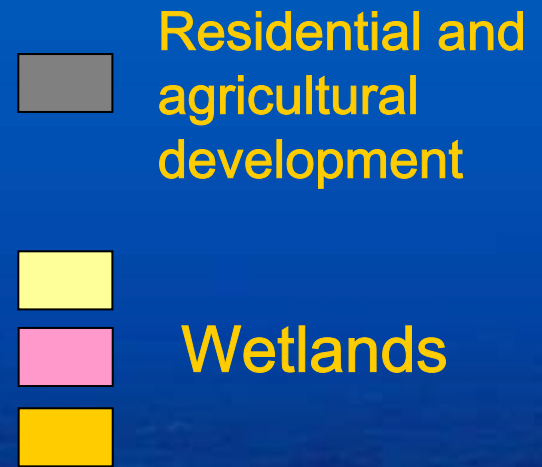 Residential and
agricultural
development
Wetlands